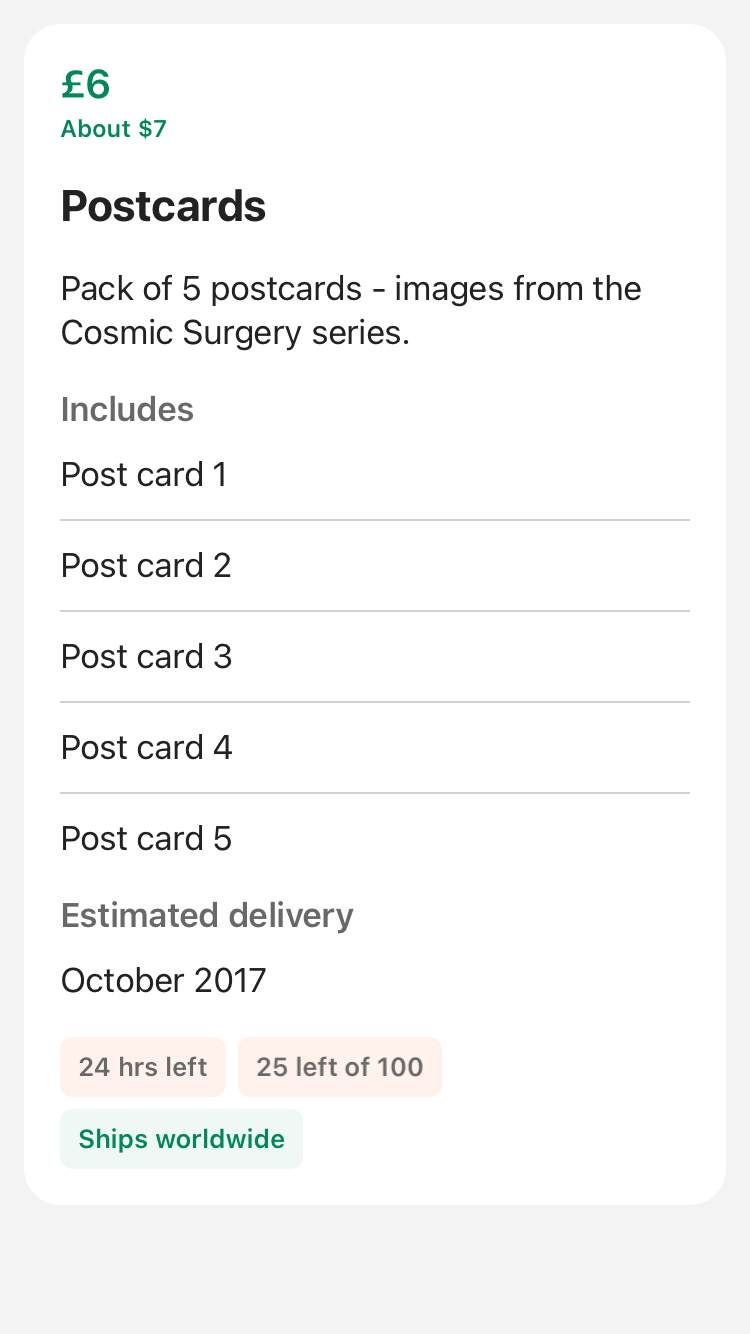 £6
About $7
Postcards
Pack of 5 postcards - images from the
Cosmic Surgery series.
Includes
Post card 1
Post card 2
Post card 3
Post card 4
Post card 5
Estimated delivery
October 2017
24 hrs left
25 left of 100
Ships worldwide